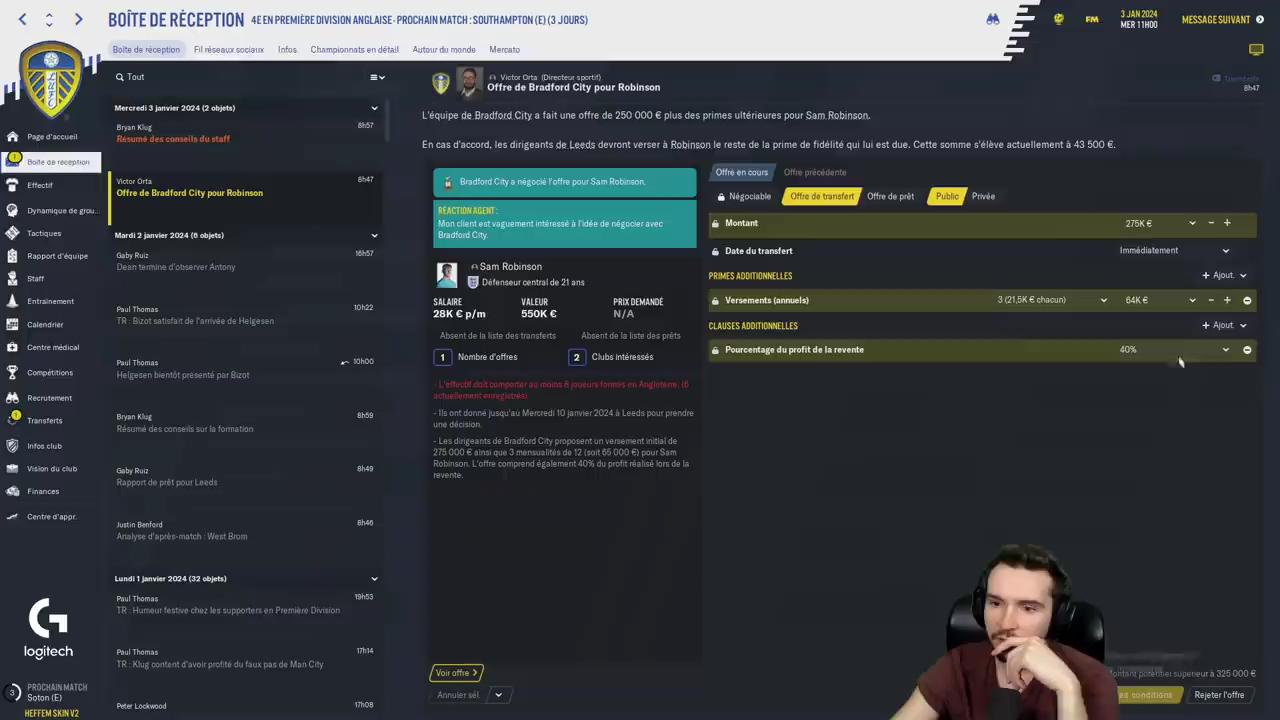 BOÎTE DE RÉCEPTION
4E EN PREMIÈRE DIVISION ANGLAISE - PROCHAIN MATCH : SOUTHAMPTON (E) (3 JOURS)
FM
3 JAN 2024
MER 11H00
MESSAGE SUIVANT
Boîte de réception
Fil réseaux sociaux
Infos
Championnats en détail
Autour du monde
Mercato
Page d'accueil
1
Boîte de réception
Effectif
Dynamique de grou...
Tactiques
Rapport d'équipe
Staff
Entraînement
Calendrier
Centre médical
Compétitions
Recrutement
Transferts
Infos club
Vision du club
Finances
Centre d'appr.
logitech
3
PROCHAIN MATCH
Soton (E)
HEFFEM SKIN V2
Tout
Mercredi 3 janvier 2024 (2 objets)
Bryan Klug
8h57
Résumé des conseils du staff
Victor Orta
8h47
Offre de Bradford City pour Robinson
Mardi 2 janvier 2024 (6 objets)
Gaby Ruiz
16h57
Dean termine d'observer Antony
Paul Thomas
10h22
TR : Bizot satisfait de l'arrivée de Helgesen
Paul Thomas
10h00
Helgesen bientôt présenté par Bizot
Bryan Klug
8h59
Résumé des conseils sur la formation
Gaby Ruiz
8h49
Rapport de prêt pour Leeds
Justin Benford
8h46
Analyse d'après-match : West Brom
Lundi 1 janvier 2024 (32 objets)
Paul Thomas
19h53
TR : Humeur festive chez les supporters en Première Division
Paul Thomas
17h14
TR : Klug content d'avoir profité du faux pas de Man City
Peter Lockwood
17h08
Victor Orta (Directeur sportif)
Offre de Bradford City pour Robinson
Transferts
8h47
L'équipe de Bradford City a fait une offre de 250 000 € plus des primes ultérieures pour Sam Robinson.
En cas d'accord, les dirigeants de Leeds devront verser à Robinson le reste de la prime de fidélité qui lui est due. Cette somme s'élève actuellement à 43 500 €.
Bradford City a négocié l'offre pour Sam Robinson.
RÉACTION AGENT :
Mon client est vaguement intéressé à l'idée de négocier avec
Bradford City.
Sam Robinson
Défenseur central de 21 ans
SALAIRE
VALEUR
PRIX DEMANDÉ
28K € p/m
550K €
N/A
Absent de la liste des transferts
Absent de la liste des prêts
1
Nombre d'offres
2
Clubs intéressés
- L'effectif doit comporter au moins 8 joueurs formés en Angleterre. (6
actuellement enregistrés)
- Ils ont donné jusqu'au Mercredi 10 janvier 2024 à Leeds pour prendre
une décision.
- Les dirigeants de Bradford City proposent un versement initial de
275 000 € ainsi que 3 mensualités de 12 (soit 65 000 €) pour Sam
Robinson. L'offre comprend également 40% du profit réalisé lors de la
revente.
Voir offre
Annuler sél.
Offre en cours
Offre précédente
Négociable
Offre de transfert
Offre de prêt
Public
Privée
Montant
275K €
Date du transfert
Immédiatement
PRIMES ADDITIONNELLES
Ajout.
Versements (annuels)
3 (21,5K € chacun)
64K €
CLAUSES ADDITIONNELLES
Ajout.
Pourcentage du profit de la revente
40%
potentiel supérieur à 325 000 €
conditions
Rejeter l'offre